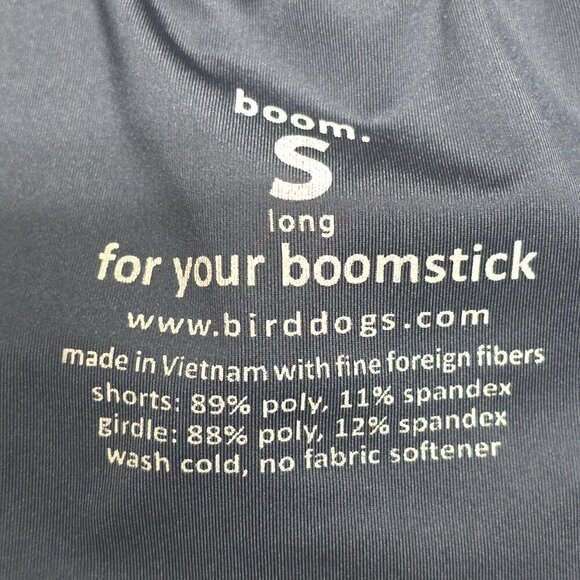 boom.
S
long
for your boomstick
www.birddogs.com
made in Vietnam with fine foreign fibers
shorts: 89% poly, 11% spandex
girdle: 88% poly, 12% spandex
wash cold, no fabric softener